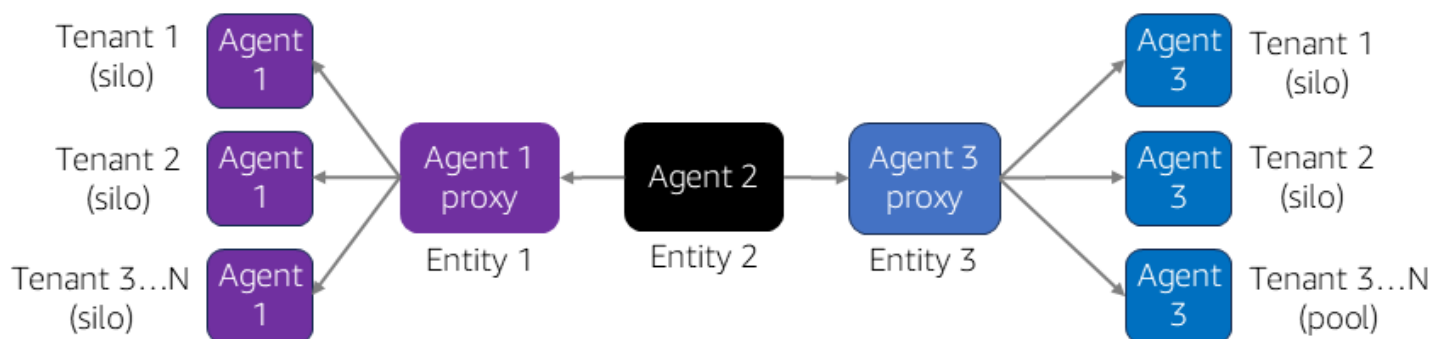 Tenant 1
(silo)
Agent
1
Tenant 2
(silo)
Agent
1
Tenant 3...N
(silo)
Agent
1
Agent 1
proxy
Entity 1
Agent 2
Entity 2
Agent 3
proxy
Entity 3
Agent
3
Tenant 1
(silo)
Agent
3
Tenant 2
(silo)
Agent
3
Tenant 3...N
(pool)